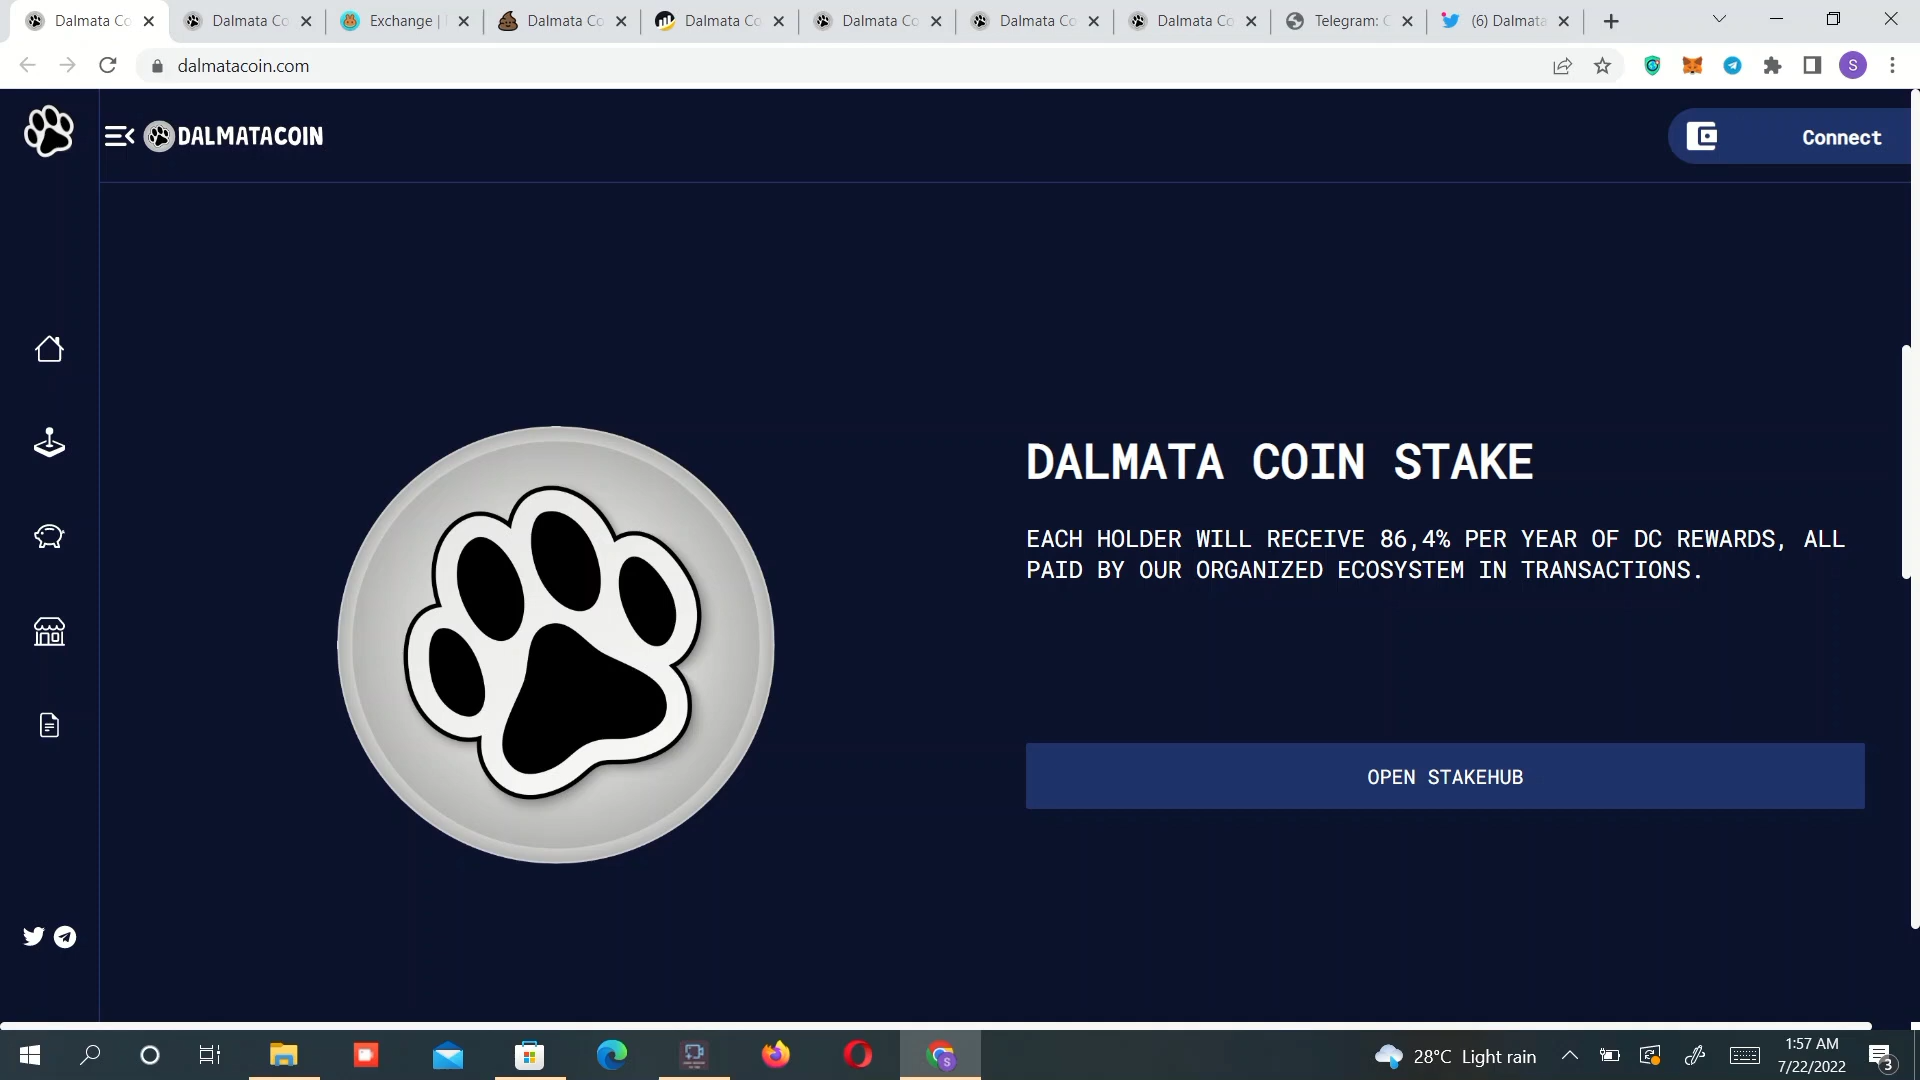 Dalmata Co
Dalmata Co
Exchange |
Dalmata Co
Dalmata Co
Dalmata Co
Dalmata Co
Dalmata Co
Telegram: C
(6) Dalmata
dalmatacoin.com
S
DALMATACOIN
Connect
DALMATA COIN STAKE
EACH HOLDER WILL RECEIVE 86,4% PER YEAR OF DC REWARDS, ALL
PAID BY OUR ORGANIZED ECOSYSTEM IN TRANSACTIONS.
OPEN STAKEHUB
S
28°C Light rain
1:57 AM
7/22/2022
3